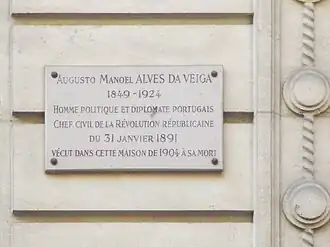 Augusto Manoel ALVES DA VEIGA
1849 - 1924
Homme politique et diplomate portugais
Chef civil de la Révolution républicaine
du 31 janvier 1891
vécut dans cette maison de 1904 à sa mort